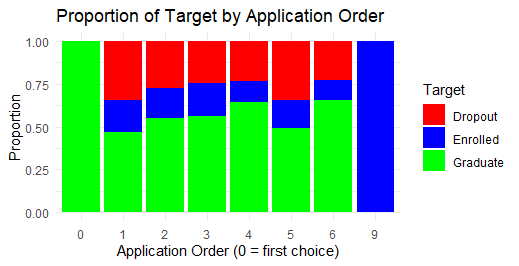 Proportion of Target by Application Order
Proportion
1.00
0.75
0.50
0.25
0.00
0 1 2 3 4 5 6 9
Application Order (0 = first choice)
Target
Dropout
Enrolled
Graduate